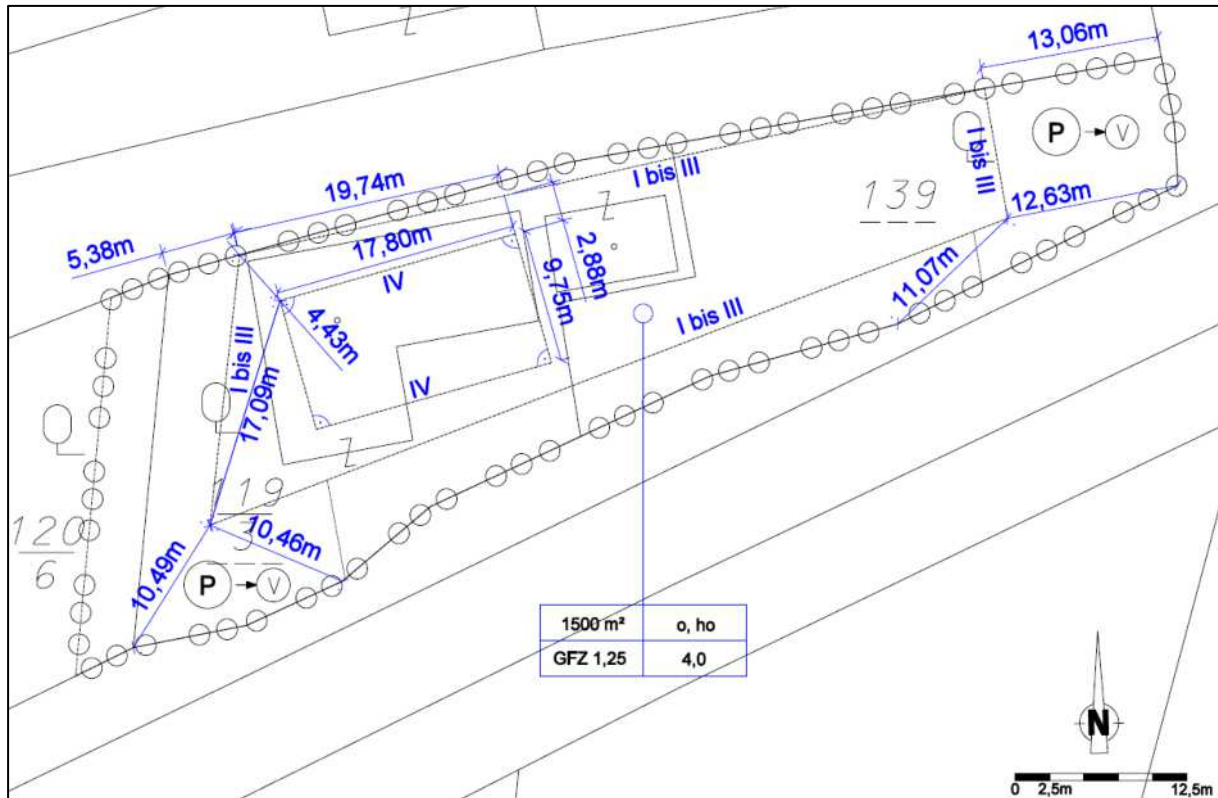 13,06m
I bis III
P
V
I bis III
19,74m
139
12,63m
5,38m
17,80m
2,88m
IV
9,75m
11,07m
4,43m
I bis III
I bis III
17,09m
IV
119
3
120
6
10,46m
10,49m
P
V
1500 m² o, ho
GFZ 1,25 4,0
N
0 2,5m 12,5m